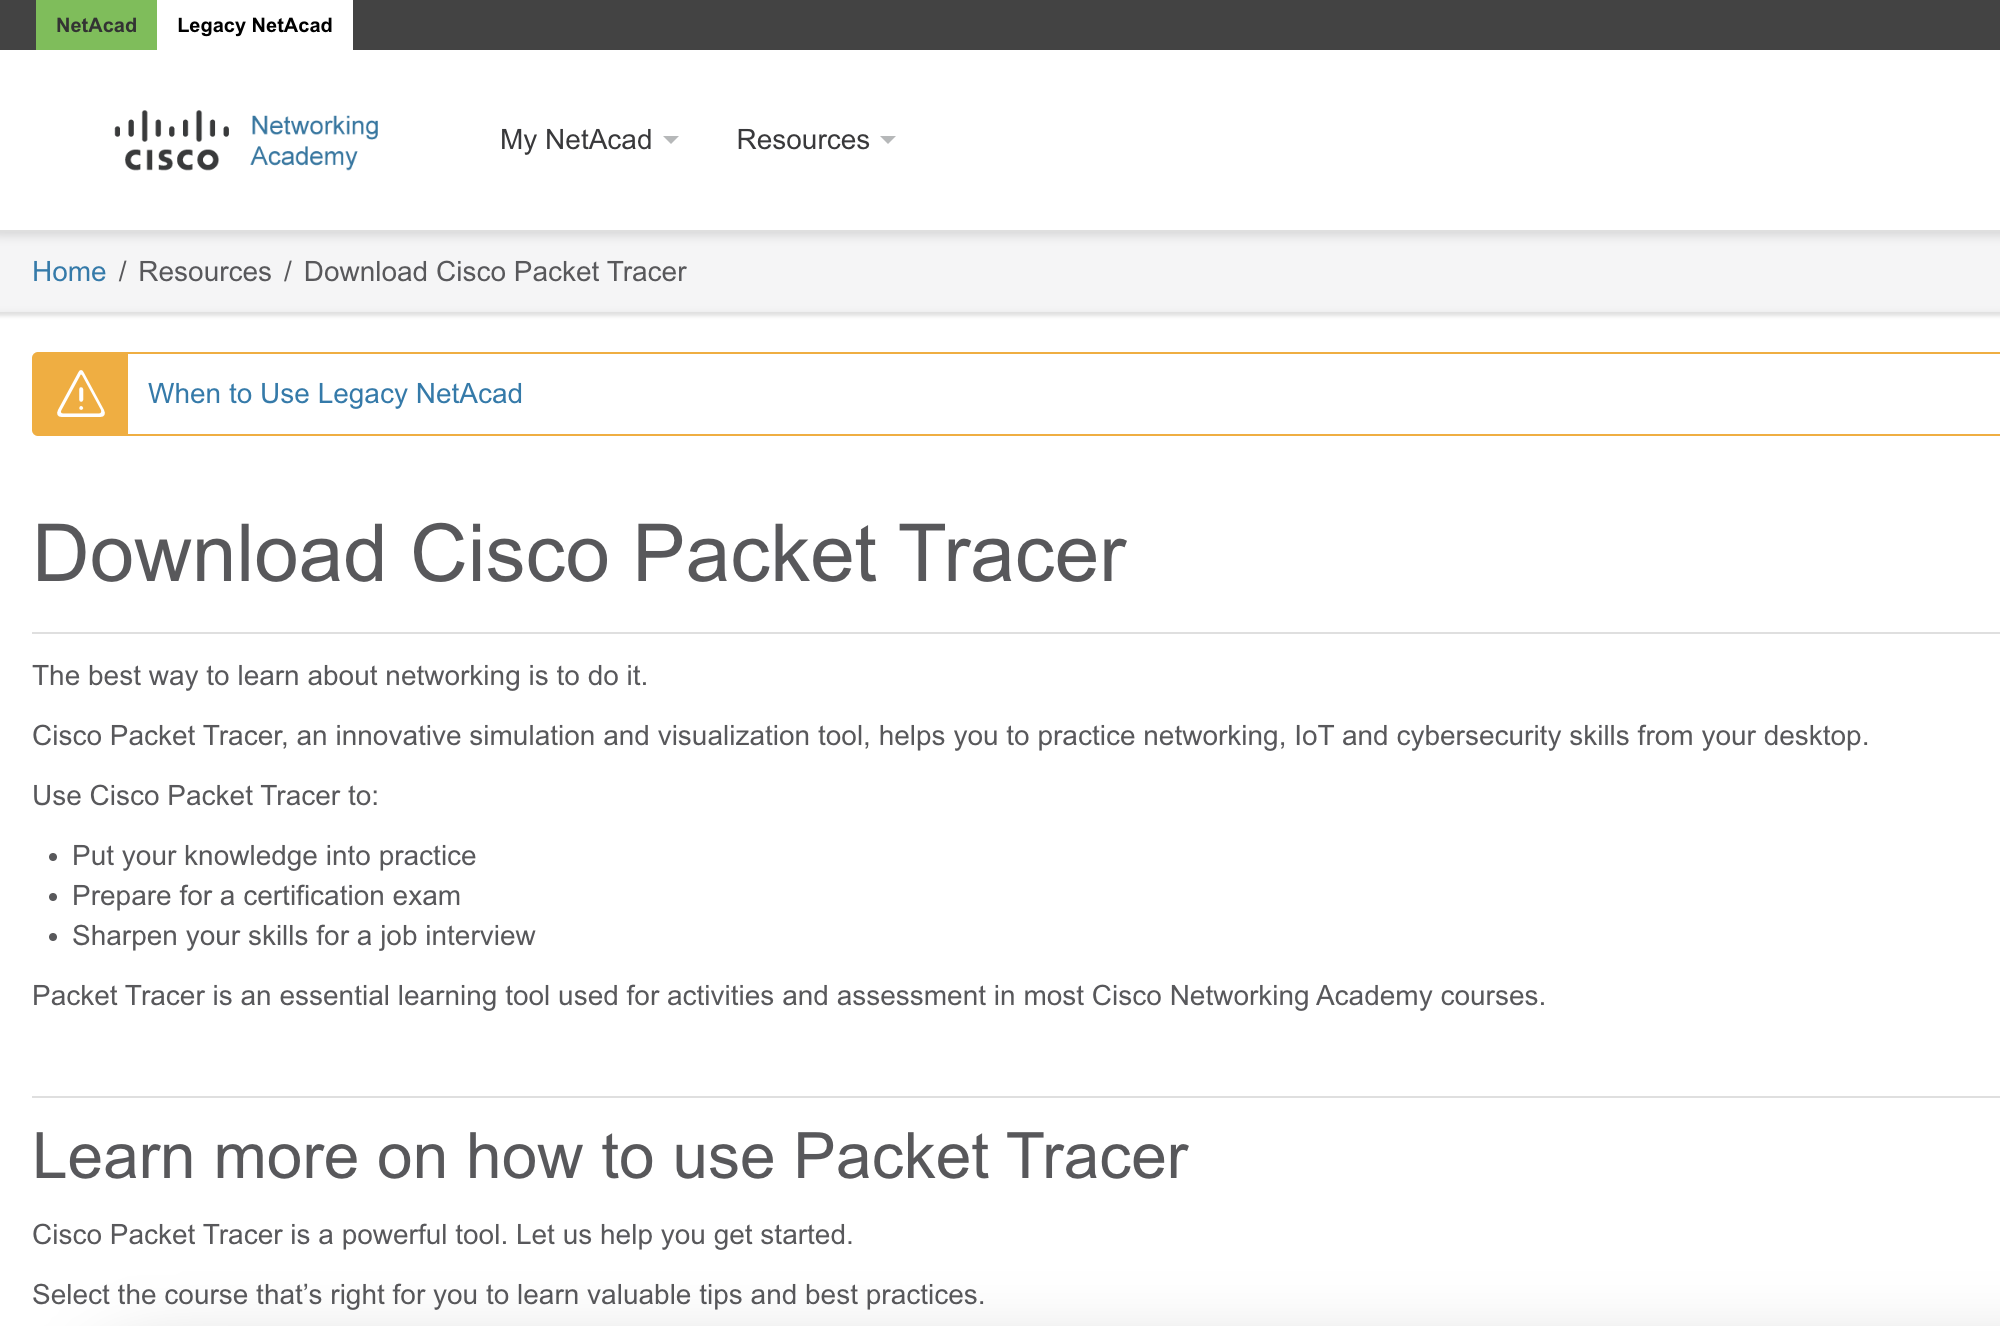 NetAcad Legacy NetAcad
CISCO Networking Academy My NetAcad Resources
Home / Resources / Download Cisco Packet Tracer
When to Use Legacy NetAcad
Download Cisco Packet Tracer
The best way to learn about networking is to do it.
Cisco Packet Tracer, an innovative simulation and visualization tool, helps you to practice networking, IoT and cybersecurity skills from your desktop.
Use Cisco Packet Tracer to:
• Put your knowledge into practice
• Prepare for a certification exam
• Sharpen your skills for a job interview
Packet Tracer is an essential learning tool used for activities and assessment in most Cisco Networking Academy courses.
Learn more on how to use Packet Tracer
Cisco Packet Tracer is a powerful tool. Let us help you get started.
Select the course that’s right for you to learn valuable tips and best practices.